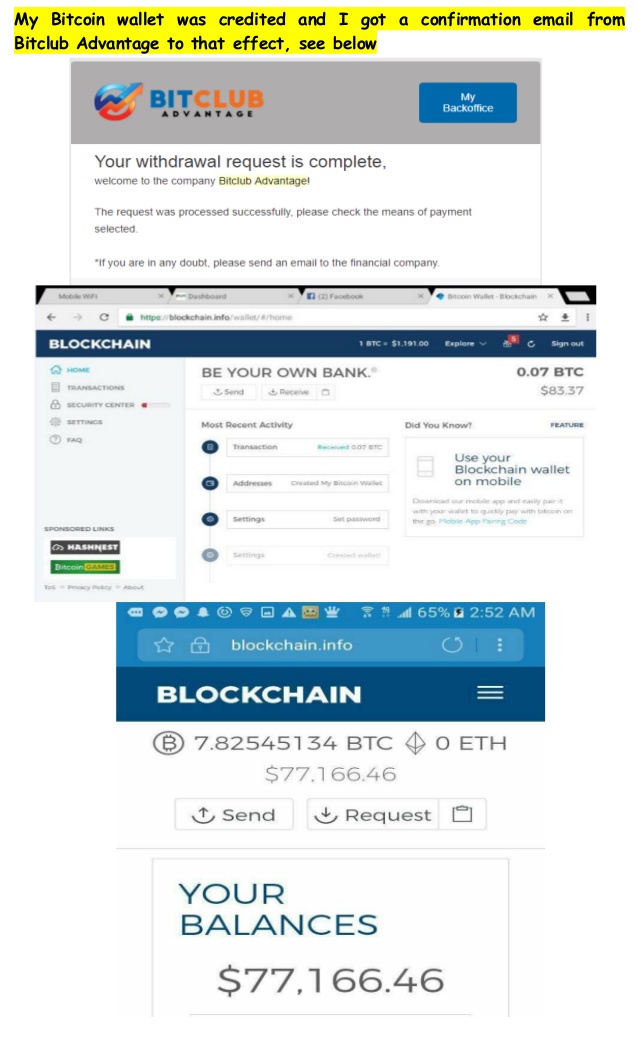 My Bitcoin wallet was credited and I got a confirmation email from
Bitclub Advantage to that effect, see below
BITCLUB
ADVANTAGE
My
Backoffice
Your withdrawal request is complete,
welcome to the company Bitclub Advantage!
The request was processed successfully, please check the means of payment
selected.
*If you are in any doubt, please send an email to the financial company.
Mobile WiFi
Dashboard
(2) Facebook
Bitcoin Wallet - Blockchain
https://blockchain.info/wallet/#/home
BLOCKCHAIN
1 BTC = $1,191.00 Explore 5 Sign out
HOME
TRANSACTIONS
SECURITY CENTER
SETTINGS
FAQ
BE YOUR OWN BANK.®
0.07 BTC
$83.37
Send
Receive
Most Recent Activity
Transaction Received 0.07 BTC
Addresses Created My Bitcoin Wallet
Settings Set password
Settings Created wallet!
Did You Know?
FEATURE
Use your
Blockchain wallet
on mobile
Download our mobile app and easily pair it
with your wallet to quickly pay with bitcoin on
the go. Mobile App Pairing Code
SPONSORED LINKS
HASHNEST
Bitcoin GAMES
ToS Privacy Policy About
65% 2:52 AM
blockchain.info
BLOCKCHAIN
7.82545134 BTC 0 ETH
$77,166.46
Send
Request
YOUR
BALANCES
$77,166.46